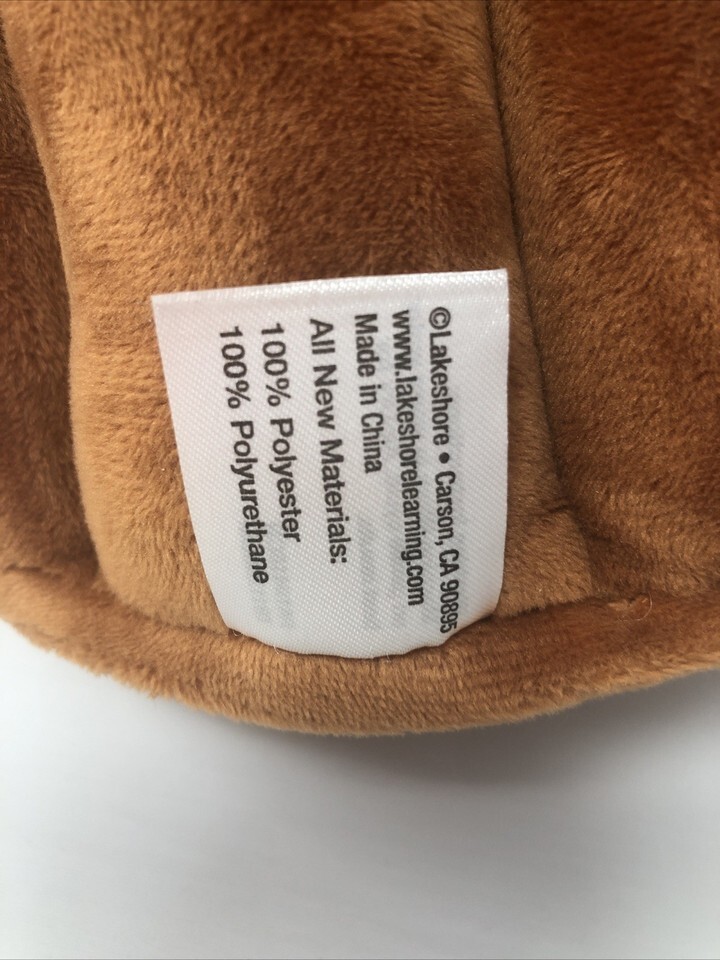 ©Lakeshore • Carson, CA 90895
www.lakeshorelearning.com
Made in China
All New Materials:
100% Polyester
100% Polyurethane